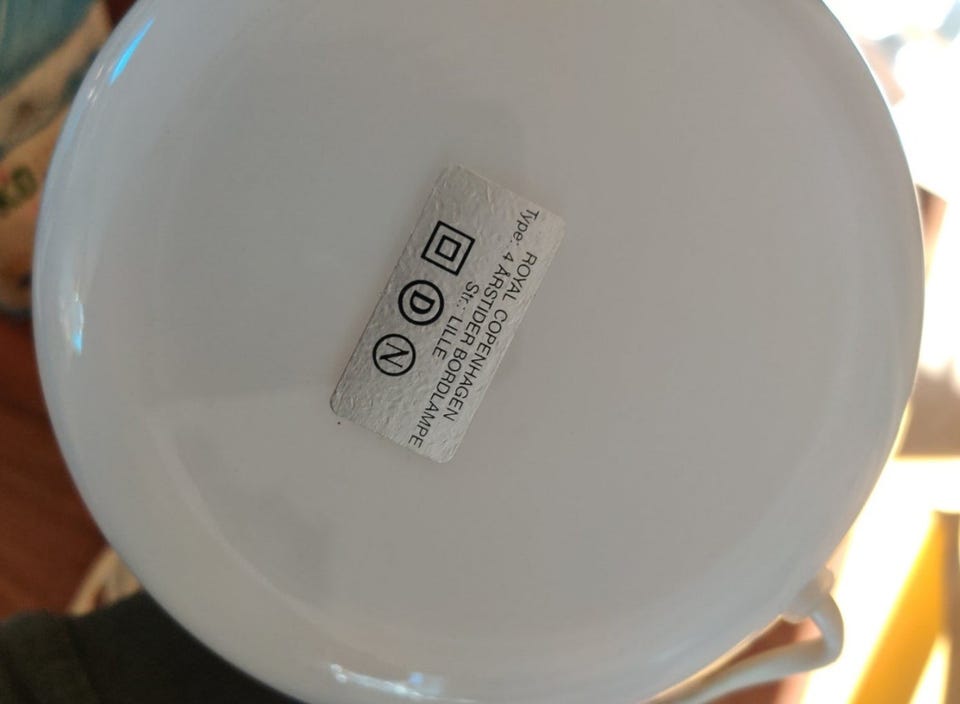 ROYAL COPENHAGEN
Type: 4 ÅRSTIDER BORDLAMPE
Str.: LILLE
D N